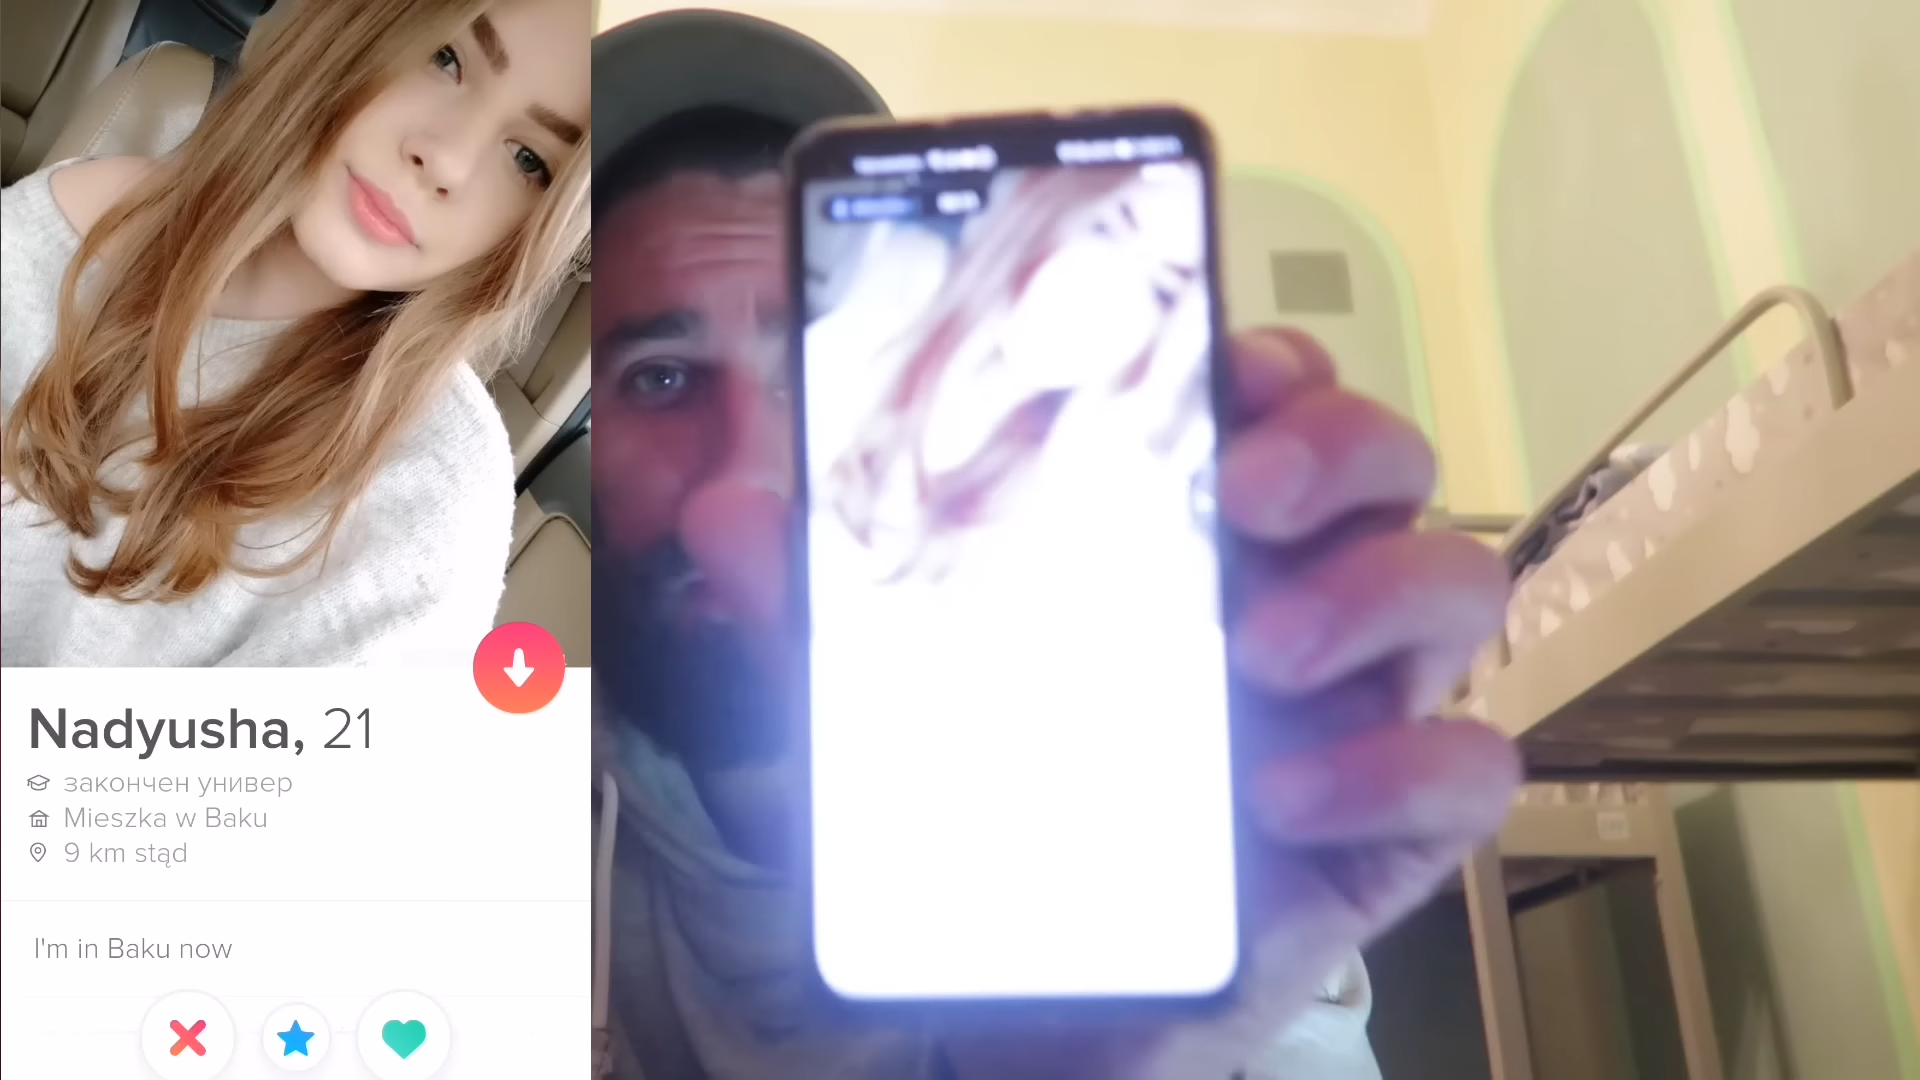 Nadyusha, 21
закончен универ
Mieszka w Baku
9 km stąd
I'm in Baku now